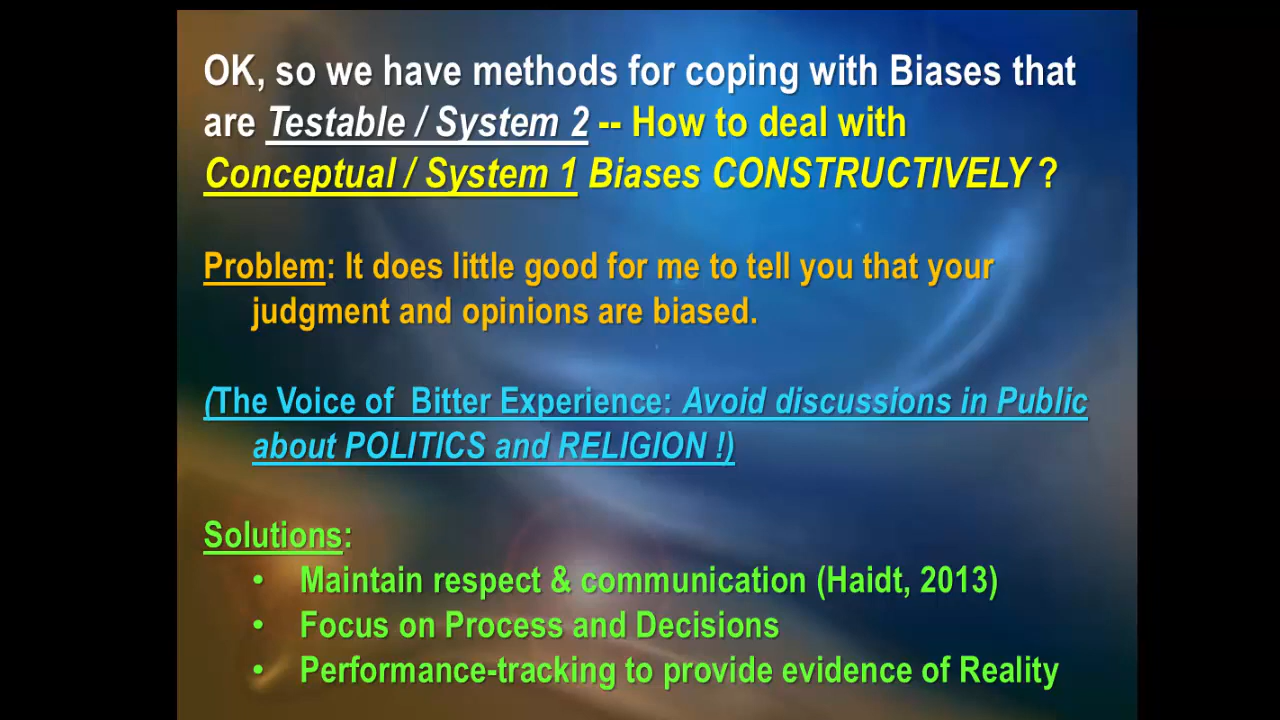 OK, so we have methods for coping with Biases that
are Testable / System 2 -- How to deal with
Conceptual / System 1 Biases CONSTRUCTIVELY ?
Problem: It does little good for me to tell you that your
judgment and opinions are biased.
(The Voice of  Bitter Experience: Avoid discussions in Public
about POLITICS and RELIGION !)
Solutions:
• Maintain respect & communication (Haidt, 2013)
• Focus on Process and Decisions
• Performance-tracking to provide evidence of Reality